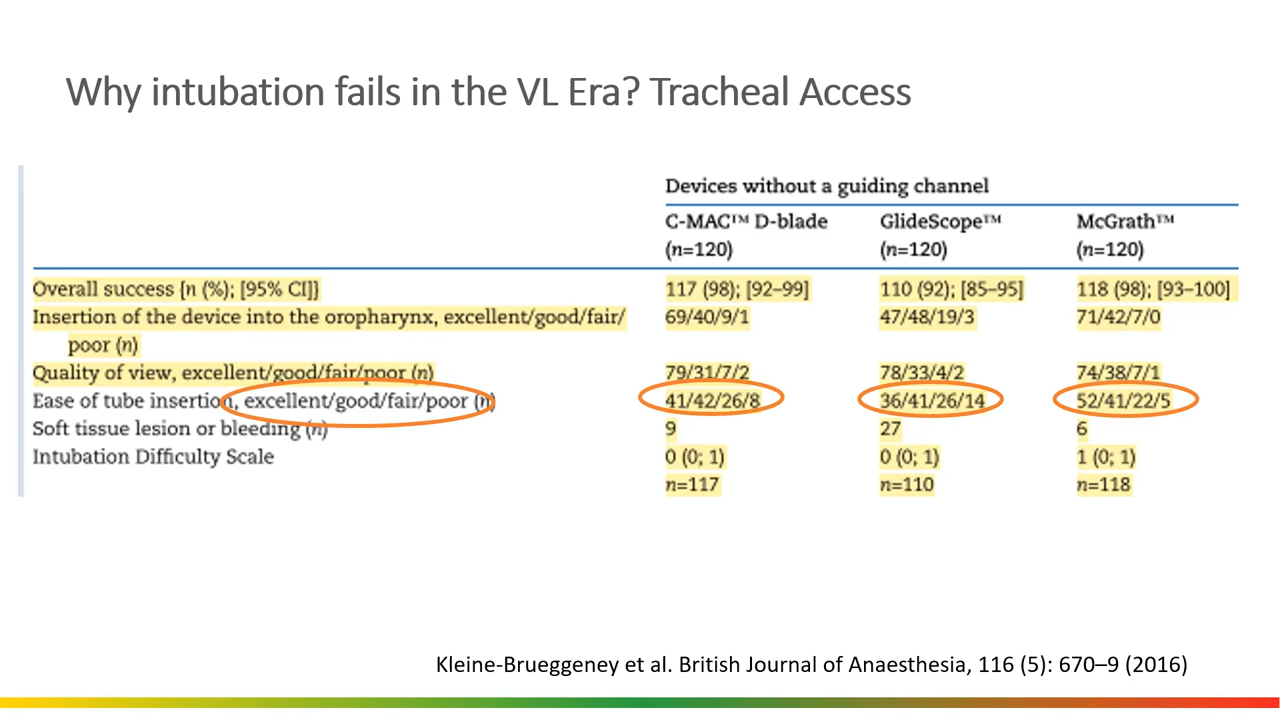 Why intubation fails in the VL Era? Tracheal Access
Devices without a guiding channel
C-MAC™ D-blade GlideScope™ McGrath™
(n=120) (n=120) (n=120)
Overall success {n (%); [95% CI]} 117 (98); [92–99] 110 (92); [85–95] 118 (98); [93–100]
Insertion of the device into the oropharynx, excellent/good/fair/ 69/40/9/1 47/48/19/3 71/42/7/0
poor (n)
Quality of view, excellent/good/fair/poor (n) 79/31/7/2 78/33/4/2 74/38/7/1
Ease of tube insertion, excellent/good/fair/poor (n) 41/42/26/8 36/41/26/14 52/41/22/5
Soft tissue lesion or bleeding (n) 9 27 6
Intubation Difficulty Scale 0 (0; 1) 0 (0; 1) 1 (0; 1)
n=117 n=110 n=118
Kleine-Brueggeney et al. British Journal of Anaesthesia, 116 (5): 670–9 (2016)